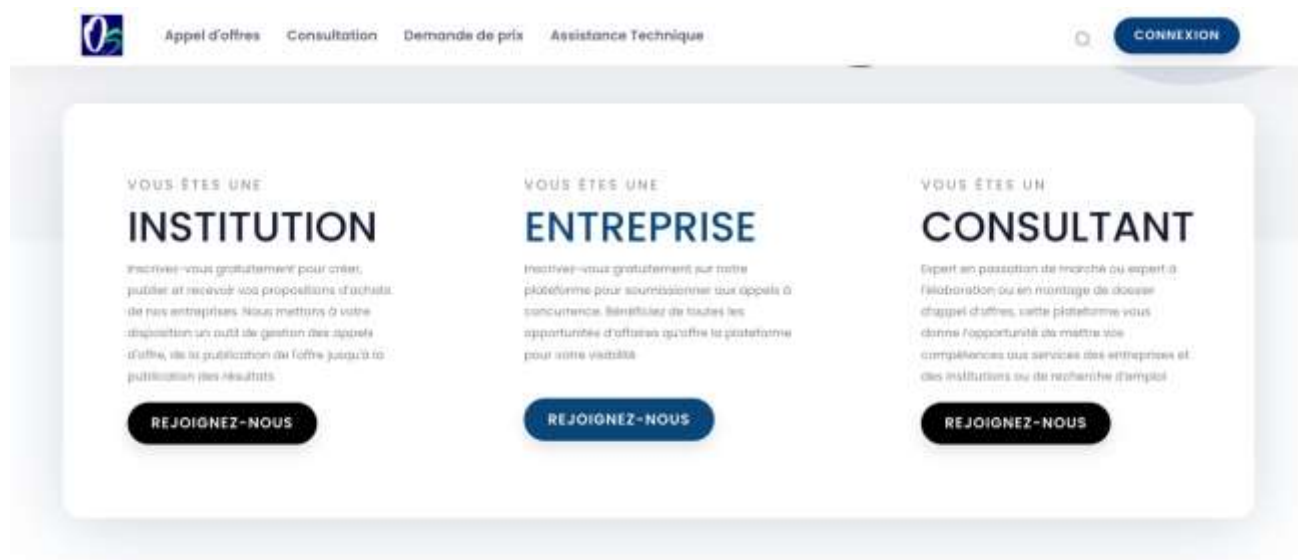 Appel d'offres Consultation Demande de prix Assistance Technique CONNEXION
VOUS ÊTES UNE
INSTITUTION
Inscrivez-vous gratuitement pour créer,
publier et recevoir vos propositions d'achats
de nos entreprises. Nous mettons à votre
disposition un outil de gestion des appels
d'offre, de la publication de l'offre jusqu'à la
publication des résultats
REJOIGNEZ-NOUS
VOUS ÊTES UNE
ENTREPRISE
Inscrivez-vous gratuitement sur notre
plateforme pour soumissionner aux appels à
concurrence. Bénéficiez de toutes les
opportunités d'affaires qu'offre la plateforme
pour votre visibilité
REJOIGNEZ-NOUS
VOUS ÊTES UN
CONSULTANT
Expert en passation de marché ou expert à
l'élaboration ou en montage de dossier
d'appel d'offres, cette plateforme vous
donne l'opportunité de mettre vos
compétences aux services des entreprises et
des institutions ou de recherche d'emploi
REJOIGNEZ-NOUS